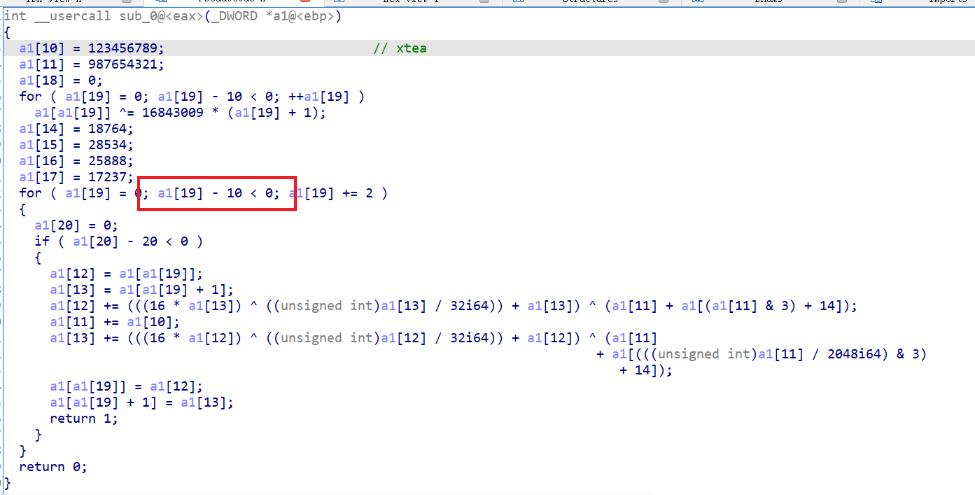 Structures
int __usercall sub_0@<eax>(_DWORD *a1@<ebp>)
{
a1[10] = 123456789; // xtea
a1[11] = 987654321;
a1[18] = 0;
for ( a1[19] = 0; a1[19] - 10 < 0; ++a1[19] )
a1[a1[19]] ^= 16843009 * (a1[19] + 1);
a1[14] = 18764;
a1[15] = 28534;
a1[16] = 25888;
a1[17] = 17237;
for ( a1[19] = 0; a1[19] - 10 < 0; a1[19] += 2 )
{
a1[20] = 0;
if ( a1[20] - 20 < 0 )
{
a1[12] = a1[a1[19]];
a1[13] = a1[a1[19] + 1];
a1[12] += (((16 * a1[13]) ^ ((unsigned int)a1[13] / 32i64)) + a1[13]) ^ (a1[11] + a1[(a1[11] & 3) + 14]);
a1[11] += a1[10];
a1[13] += (((16 * a1[12]) ^ ((unsigned int)a1[12] / 32i64)) + a1[12]) ^ (a1[11]
+ a1[(((unsigned int)a1[11] / 2048i64) & 3)
+ 14]);
a1[a1[19]] = a1[12];
a1[a1[19] + 1] = a1[13];
return 1;
}
}
return 0;
}